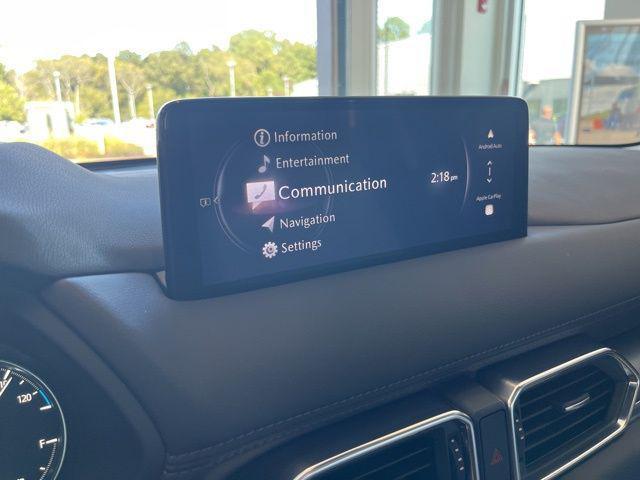 Information
Entertainment
Communication
Navigation
Settings
2:18 pm
Android Auto
Apple CarPlay
120
F